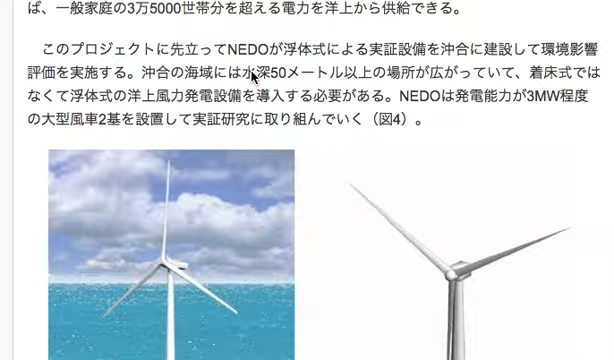 ば、一般家庭の3万5000世帯分を超える電力を洋上から供給できる。
このプロジェクトに先立ってNEDOが浮体式による実証設備を沖合に建設して環境影響
評価を実施する。沖合の海域には水深50メートル以上の場所が広がっていて、着床式では
なくて浮体式の洋上風力発電設備を導入する必要がある。NEDOは発電能力が3MW程度
の大型風車2基を設置して実証研究に取り組んでいく（図4）。